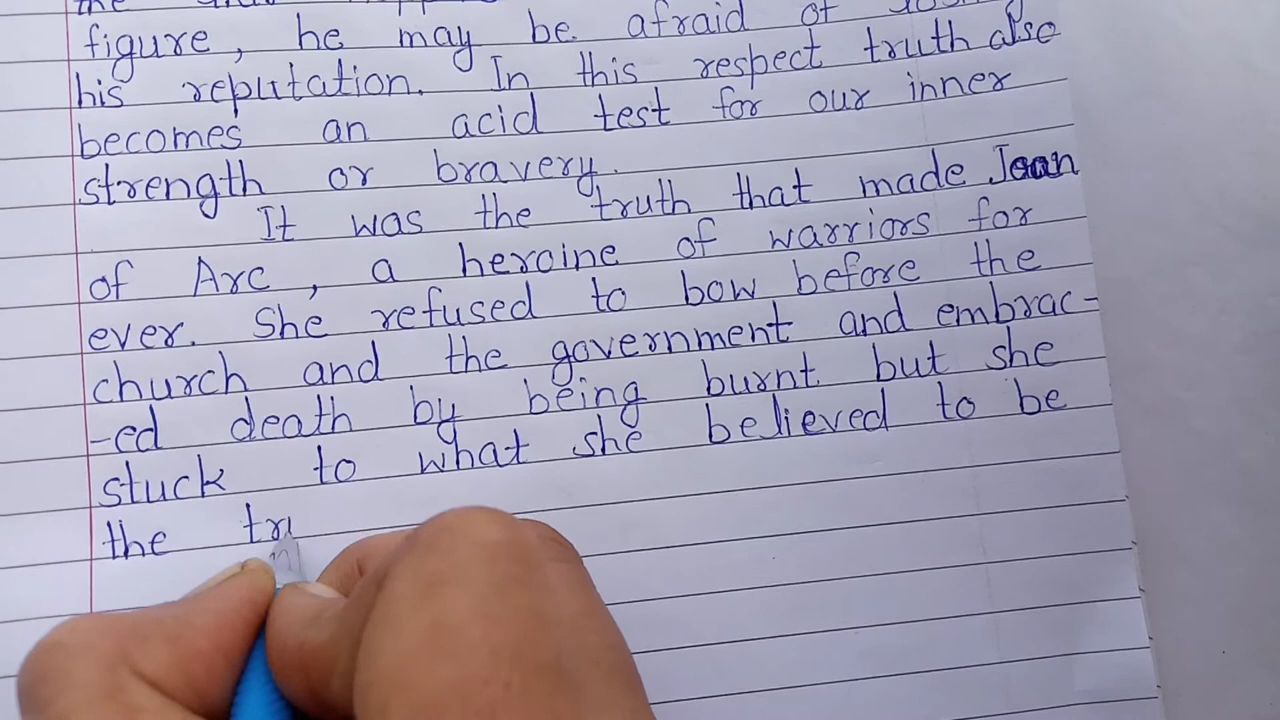 the
figure, he may be afraid of
his reputation. In this respect truth also
becomes an acid test for our inner
strength or bravery.
It was the truth that made Joan
of Arc, a heroine of warriors for
ever. She refused to bow before the
church and the government and embrac-
-ed death by being burnt but she
stuck to what she believed to be
the tru